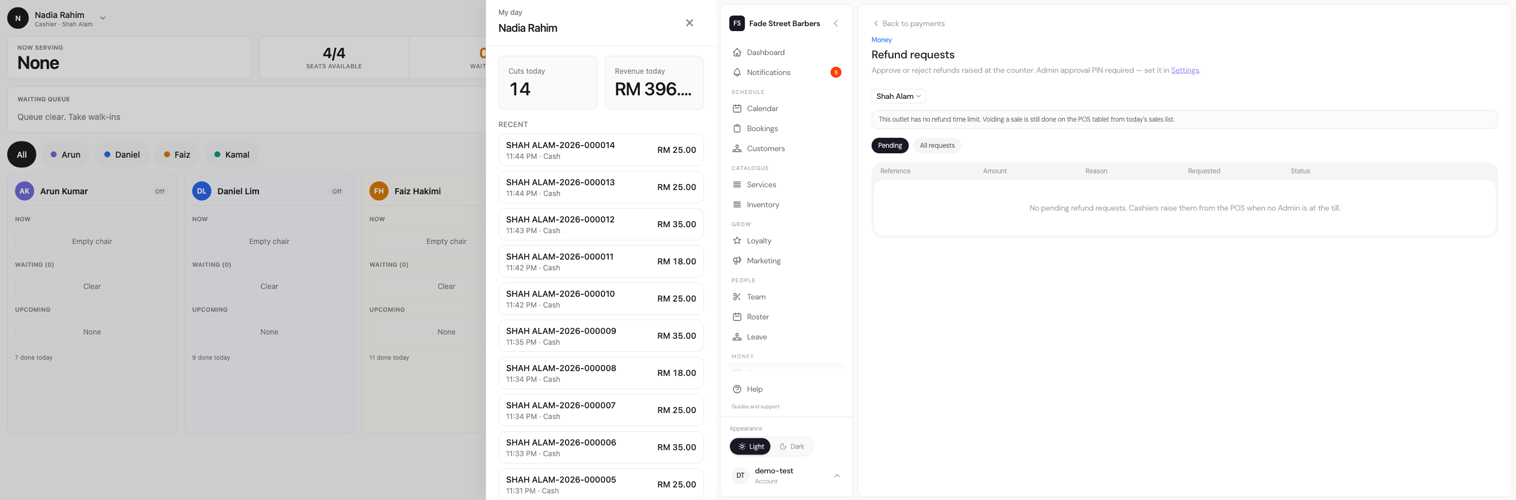 N
Nadia Rahim
Cashier · Shah Alam
NOW SERVING
None
4/4
SEATS AVAILABLE
WAITING QUEUE
Queue clear. Take walk-ins
All
Arun
Daniel
Faiz
Kamal
AK
Arun Kumar
Off
NOW
Empty chair
WAITING (0)
Clear
UPCOMING
None
7 done today
DL
Daniel Lim
Off
NOW
Empty chair
WAITING (0)
Clear
UPCOMING
None
9 done today
FH
Faiz Hakimi
NOW
Empty chair
WAITING (0)
Clear
UPCOMING
None
11 done today
My day
Nadia Rahim
Cuts today
14
Revenue today
RM 396....
RECENT
SHAH ALAM-2026-000014
11:44 PM · Cash
RM 25.00
SHAH ALAM-2026-000013
11:44 PM · Cash
RM 25.00
SHAH ALAM-2026-000012
11:43 PM · Cash
RM 35.00
SHAH ALAM-2026-000011
11:42 PM · Cash
RM 18.00
SHAH ALAM-2026-000010
11:42 PM · Cash
RM 25.00
SHAH ALAM-2026-000009
11:35 PM · Cash
RM 35.00
SHAH ALAM-2026-000008
11:34 PM · Cash
RM 18.00
SHAH ALAM-2026-000007
11:34 PM · Cash
RM 25.00
SHAH ALAM-2026-000006
11:33 PM · Cash
RM 35.00
SHAH ALAM-2026-000005
11:31 PM · Cash
RM 25.00
FS
Fade Street Barbers
Dashboard
Notifications
5
SCHEDULE
Calendar
Bookings
Customers
CATALOGUE
Services
Inventory
GROW
Loyalty
Marketing
PEOPLE
Team
Roster
Leave
MONEY
Help
Guides and support
Appearance
Light
Dark
DT
demo-test
Account
Back to payments
Money
Refund requests
Approve or reject refunds raised at the counter. Admin approval PIN required — set it in Settings.
Shah Alam
This outlet has no refund time limit. Voiding a sale is still done on the POS tablet from today's sales list.
Pending
All requests
Reference
Amount
Reason
Requested
Status
No pending refund requests. Cashiers raise them from the POS when no Admin is at the till.